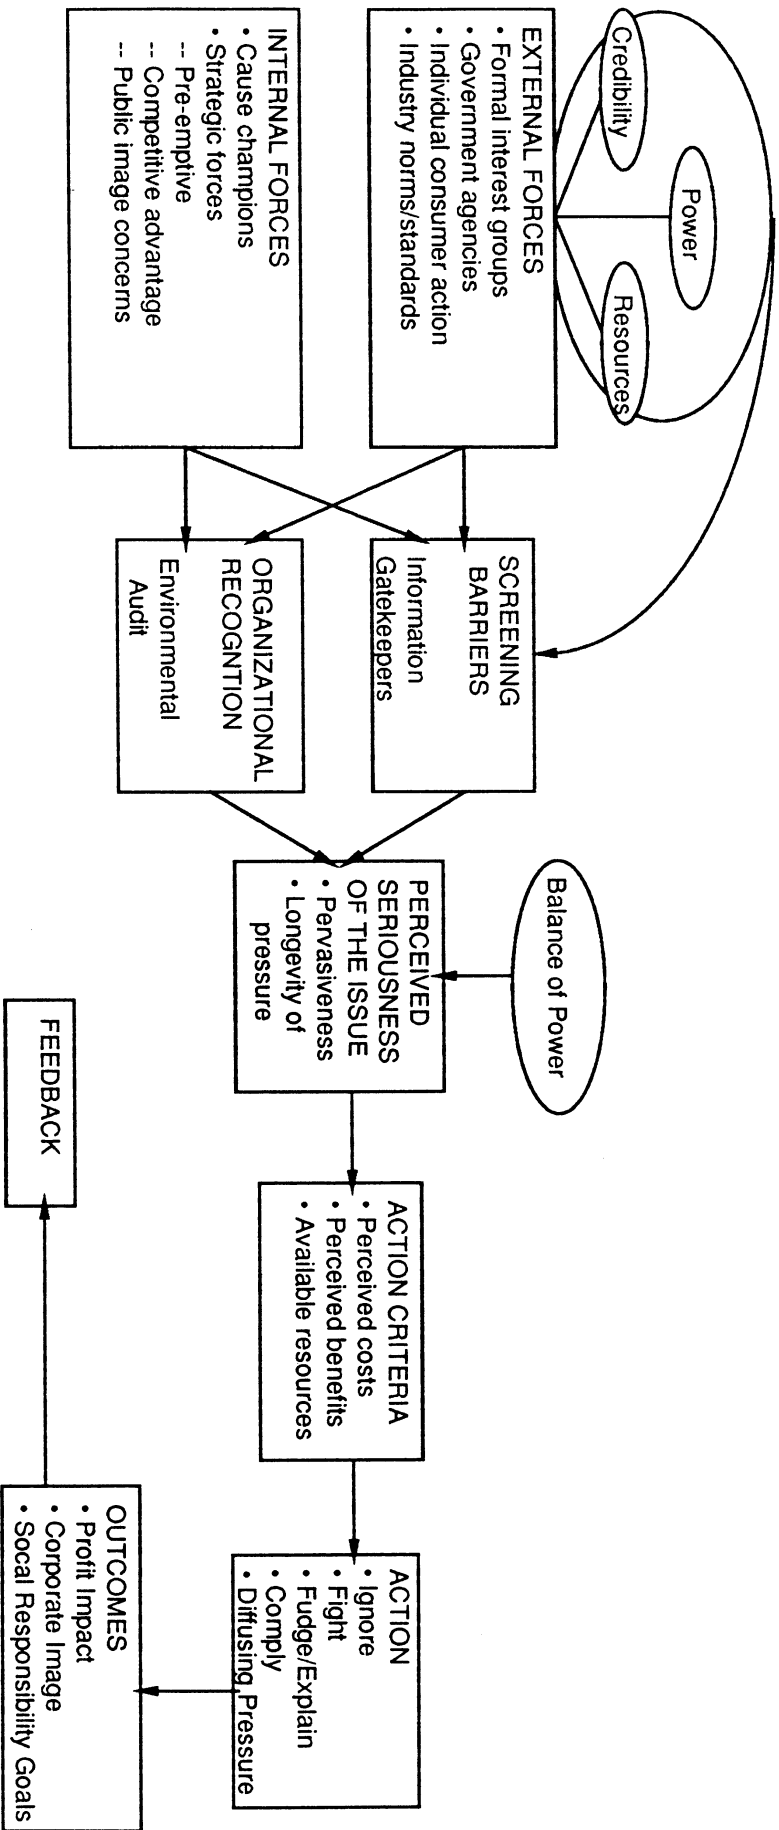 Credibility
Power
Resources
EXTERNAL FORCES
• Formal interest groups
• Government agencies
• Individual consumer action
• Industry norms/standards
INTERNAL FORCES
• Cause champions
• Strategic forces
-- Pre-emptive
-- Competitive advantage
-- Public image concerns
SCREENING
BARRIERS
Information
Gatekeepers
ORGANIZATIONAL
RECOGNTION
Environmental
Audit
Balance of Power
PERCEIVED
SERIOUSNESS
OF THE ISSUE
• Pervasiveness
• Longevity of
pressure
ACTION CRITERIA
• Perceived costs
• Perceived benefits
• Available resources
ACTION
• Ignore
• Fight
• Fudge/Explain
• Comply
• Diffusing Pressure
OUTCOMES
• Profit Impact
• Corporate Image
• Socal Responsibility Goals
FEEDBACK